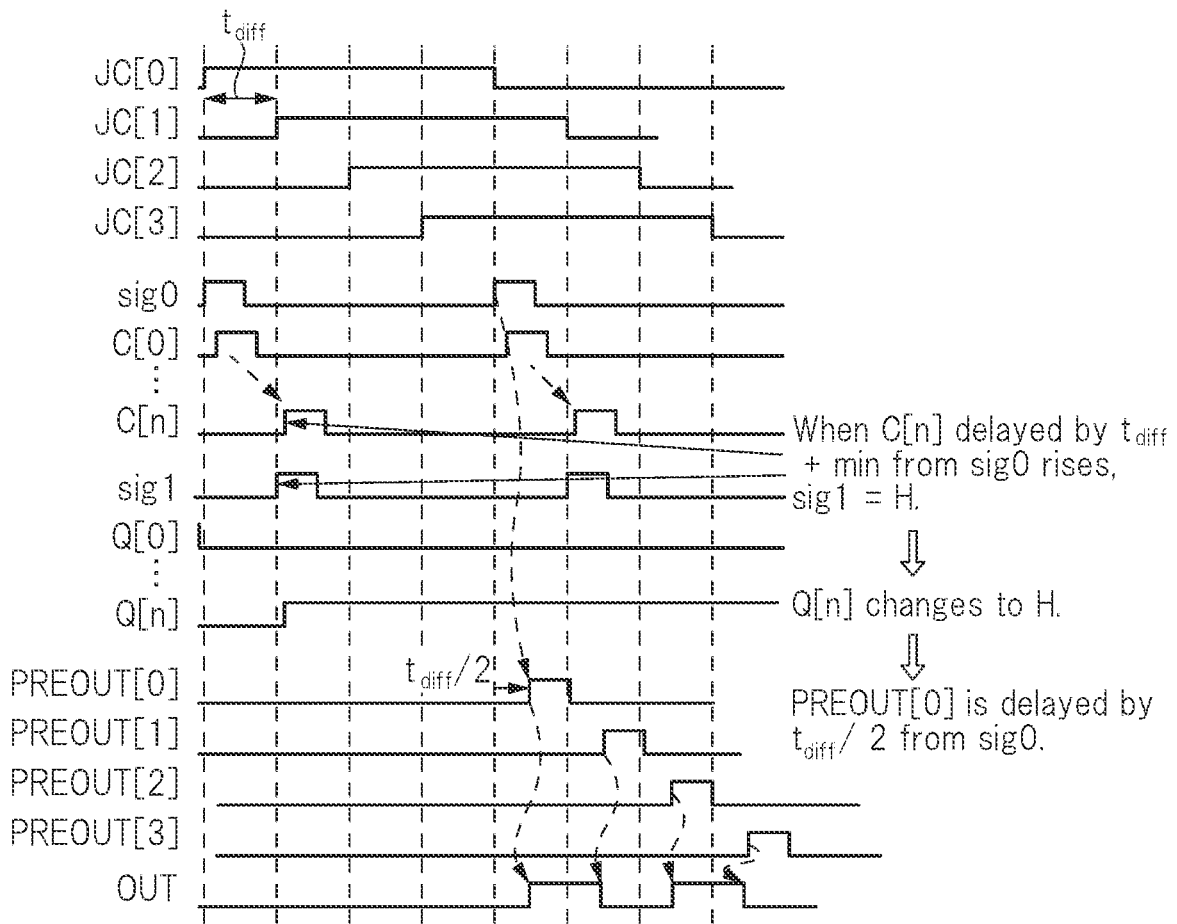 t_diff
JC[0]
JC[1]
JC[2]
JC[3]
sig0
C[0]
⋮
C[n]
sig1
Q[0]
⋮
Q[n]
When C[n] delayed by t_diff
+ min from sig0 rises,
sig1 = H.
Q[n] changes to H.
PREOUT[0] is delayed by
t_diff/ 2 from sig0.
PREOUT[0]
t_diff/2
PREOUT[1]
PREOUT[2]
PREOUT[3]
OUT